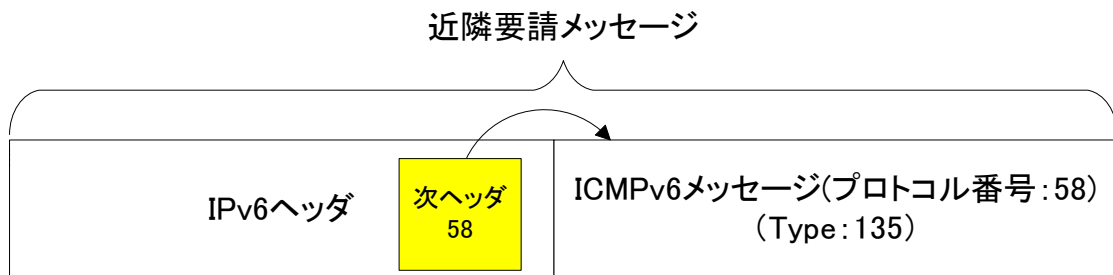 近隣要請メッセージ
IPv6ヘッダ
次ヘッダ
58
ICMPv6メッセージ(プロトコル番号:58)
(Type:135)